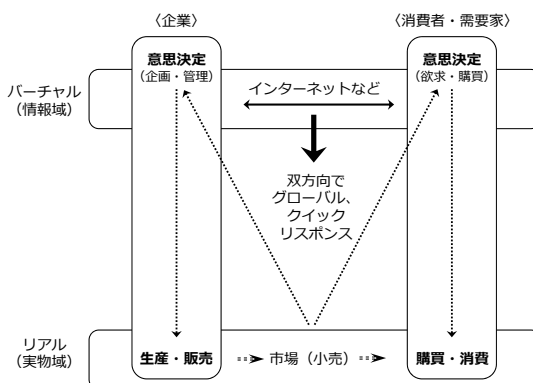 〈企業〉
〈消費者・需要家〉
意思決定
(企画・管理)
意思決定
(欲求・購買)
バーチャル
(情報域)
インターネットなど
双方向で
グローバル、
クイック
リスポンス
リアル
(実物域)
生産・販売
市場(小売)
購買・消費